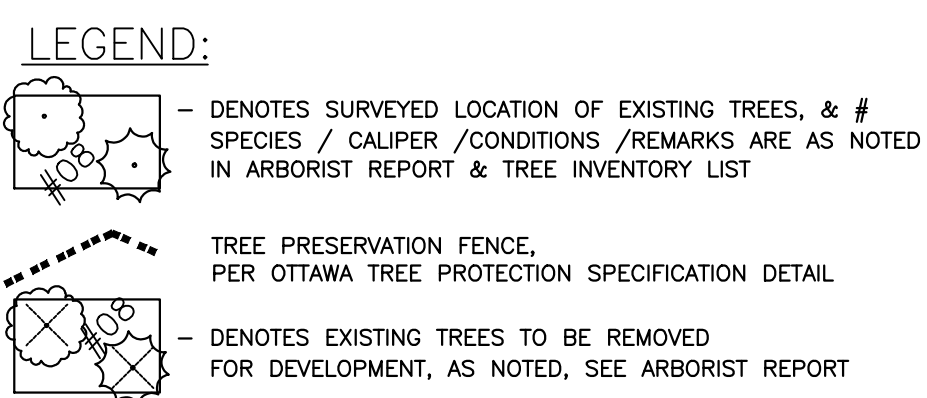 LEGEND:
#08
– DENOTES SURVEYED LOCATION OF EXISTING TREES, & #
SPECIES / CALIPER /CONDITIONS /REMARKS ARE AS NOTED
IN ARBORIST REPORT & TREE INVENTORY LIST
TREE PRESERVATION FENCE,
PER OTTAWA TREE PROTECTION SPECIFICATION DETAIL
#08
– DENOTES EXISTING TREES TO BE REMOVED
FOR DEVELOPMENT, AS NOTED, SEE ARBORIST REPORT